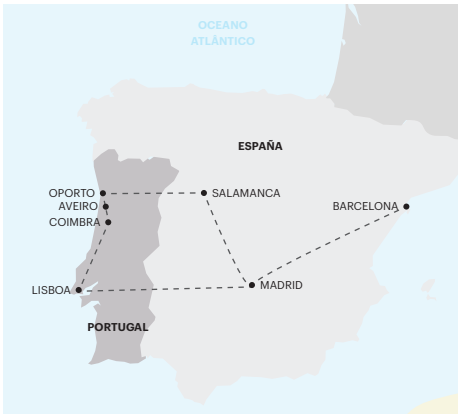 OCEANO
ATLÂNTICO
ESPAÑA
OPORTO
SALAMANCA
AVEIRO
BARCELONA
COIMBRA
LISBOA
MADRID
PORTUGAL